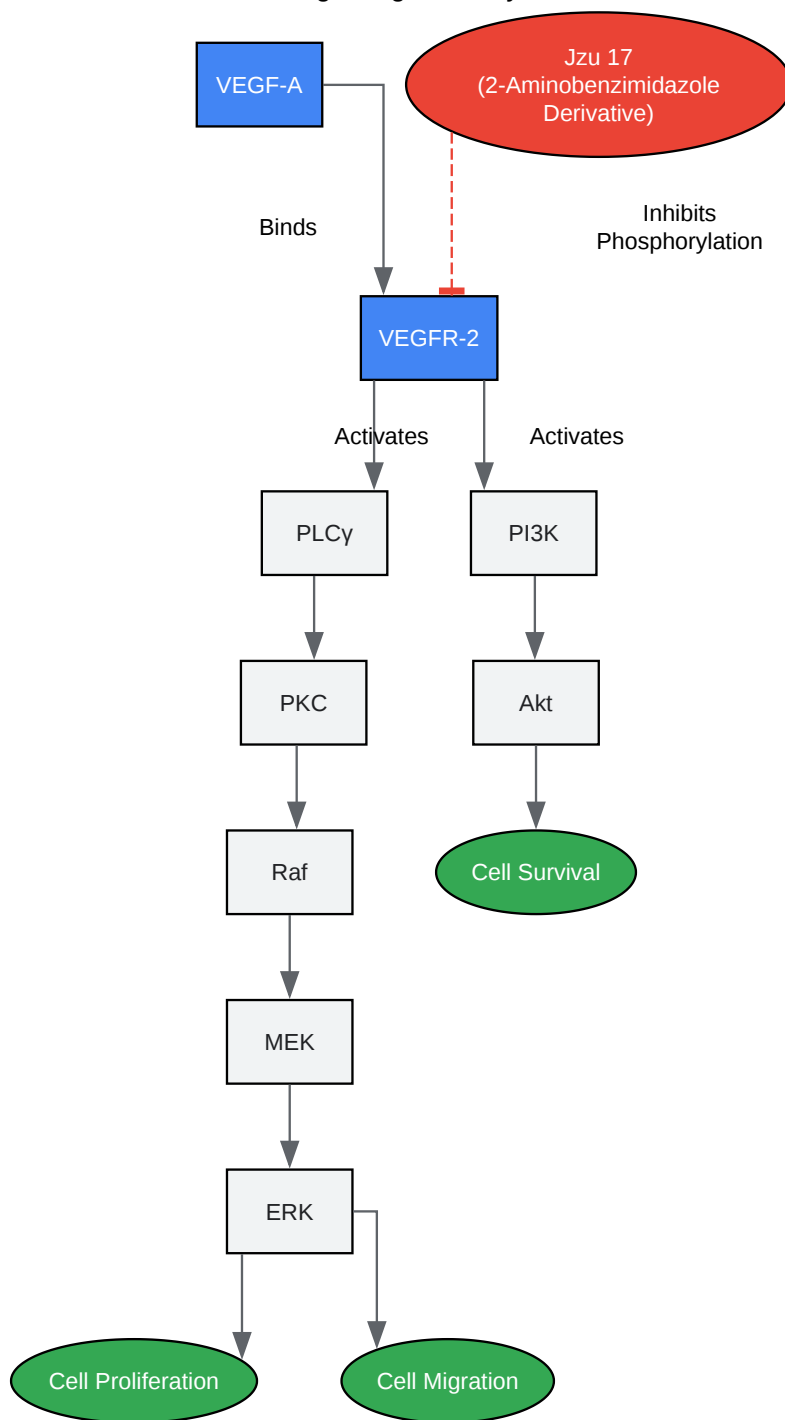 VEGF-A
Jzu 17
(2-Aminobenzimidazole
Derivative)
Binds
Inhibits
Phosphorylation
VEGFR-2
Activates
Activates
PLCγ
PI3K
PKC
Akt
Raf
Cell Survival
MEK
ERK
Cell Proliferation
Cell Migration